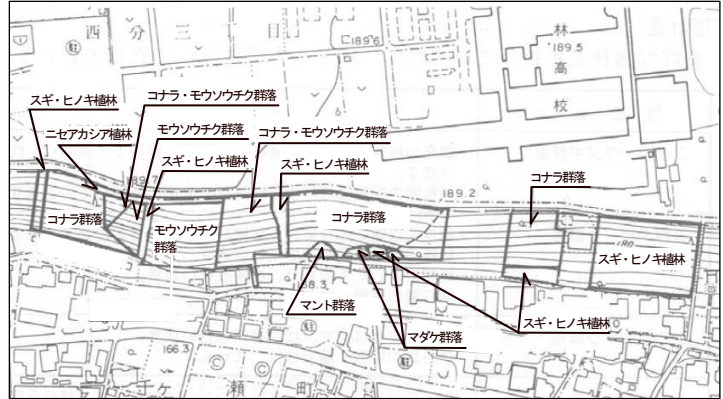 西 分 三 丁 目
189.6
林
189.5
高
校
スギ・ヒノキ植林
コナラ・モウソウチク群落
ニセアカシア植林
モウソウチク群落
コナラ・モウソウチク群落
スギ・ヒノキ植林
スギ・ヒノキ植林
コナラ群落
189.2
コナラ群落
モウソウチク
群落
コナラ群落
スギ・ヒノキ植林
マント群落
マダケ群落
スギ・ヒノキ植林
166.3
ケ 瀬 町